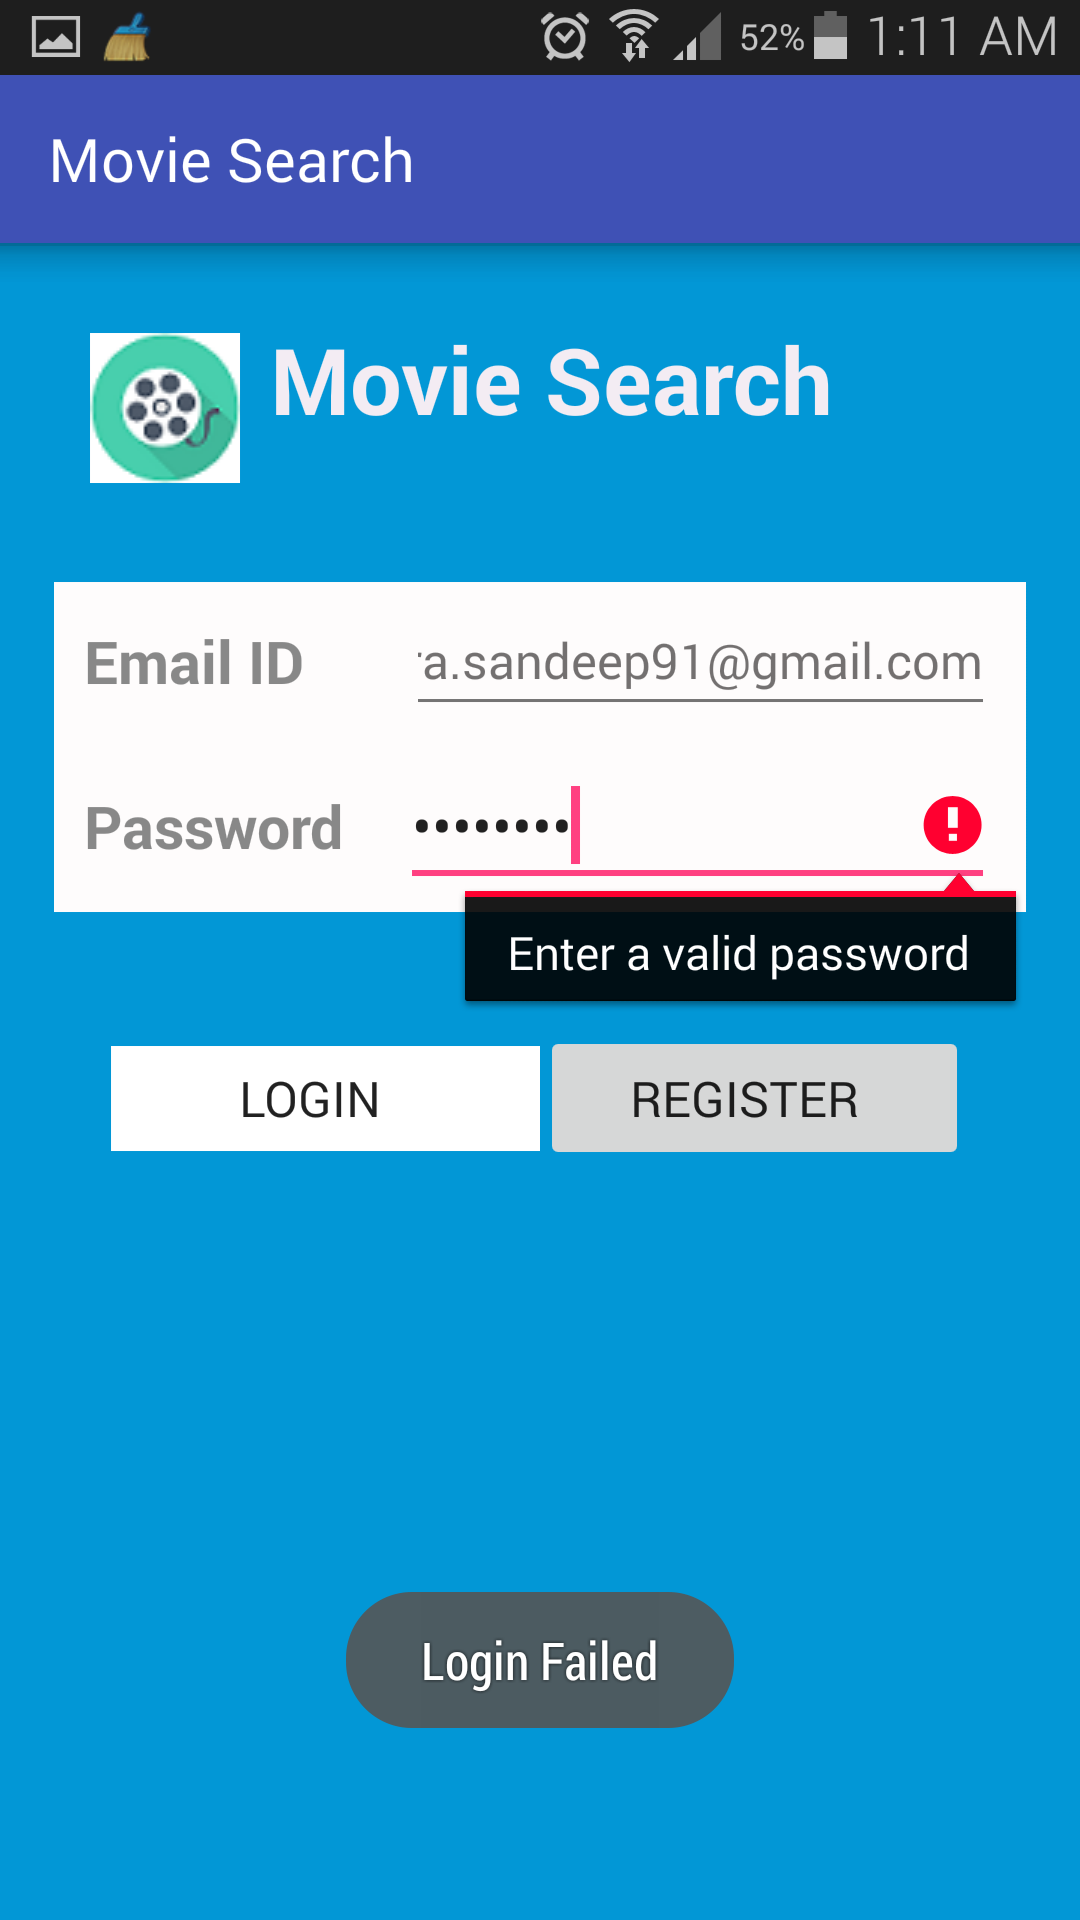 52% 1:11 AM
Movie Search
Movie Search
Email ID
ra.sandeep91@gmail.com
Password
Enter a valid password
LOGIN
REGISTER
Login Failed